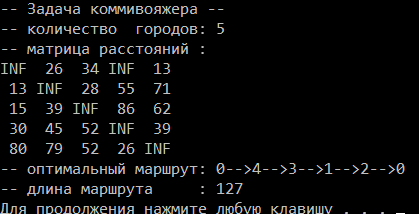 -- Задача коммивояжера --
-- количество  городов: 5
-- матрица расстояний :
INF  26  34 INF  13
 13 INF  28  55  71
 15  39 INF  86  62
 30  45  52 INF  39
 80  79  52  26 INF
-- оптимальный маршрут: 0-->4-->3-->1-->2-->0
-- длина маршрута     : 127
Для продолжения нажмите любую клавишу . . .